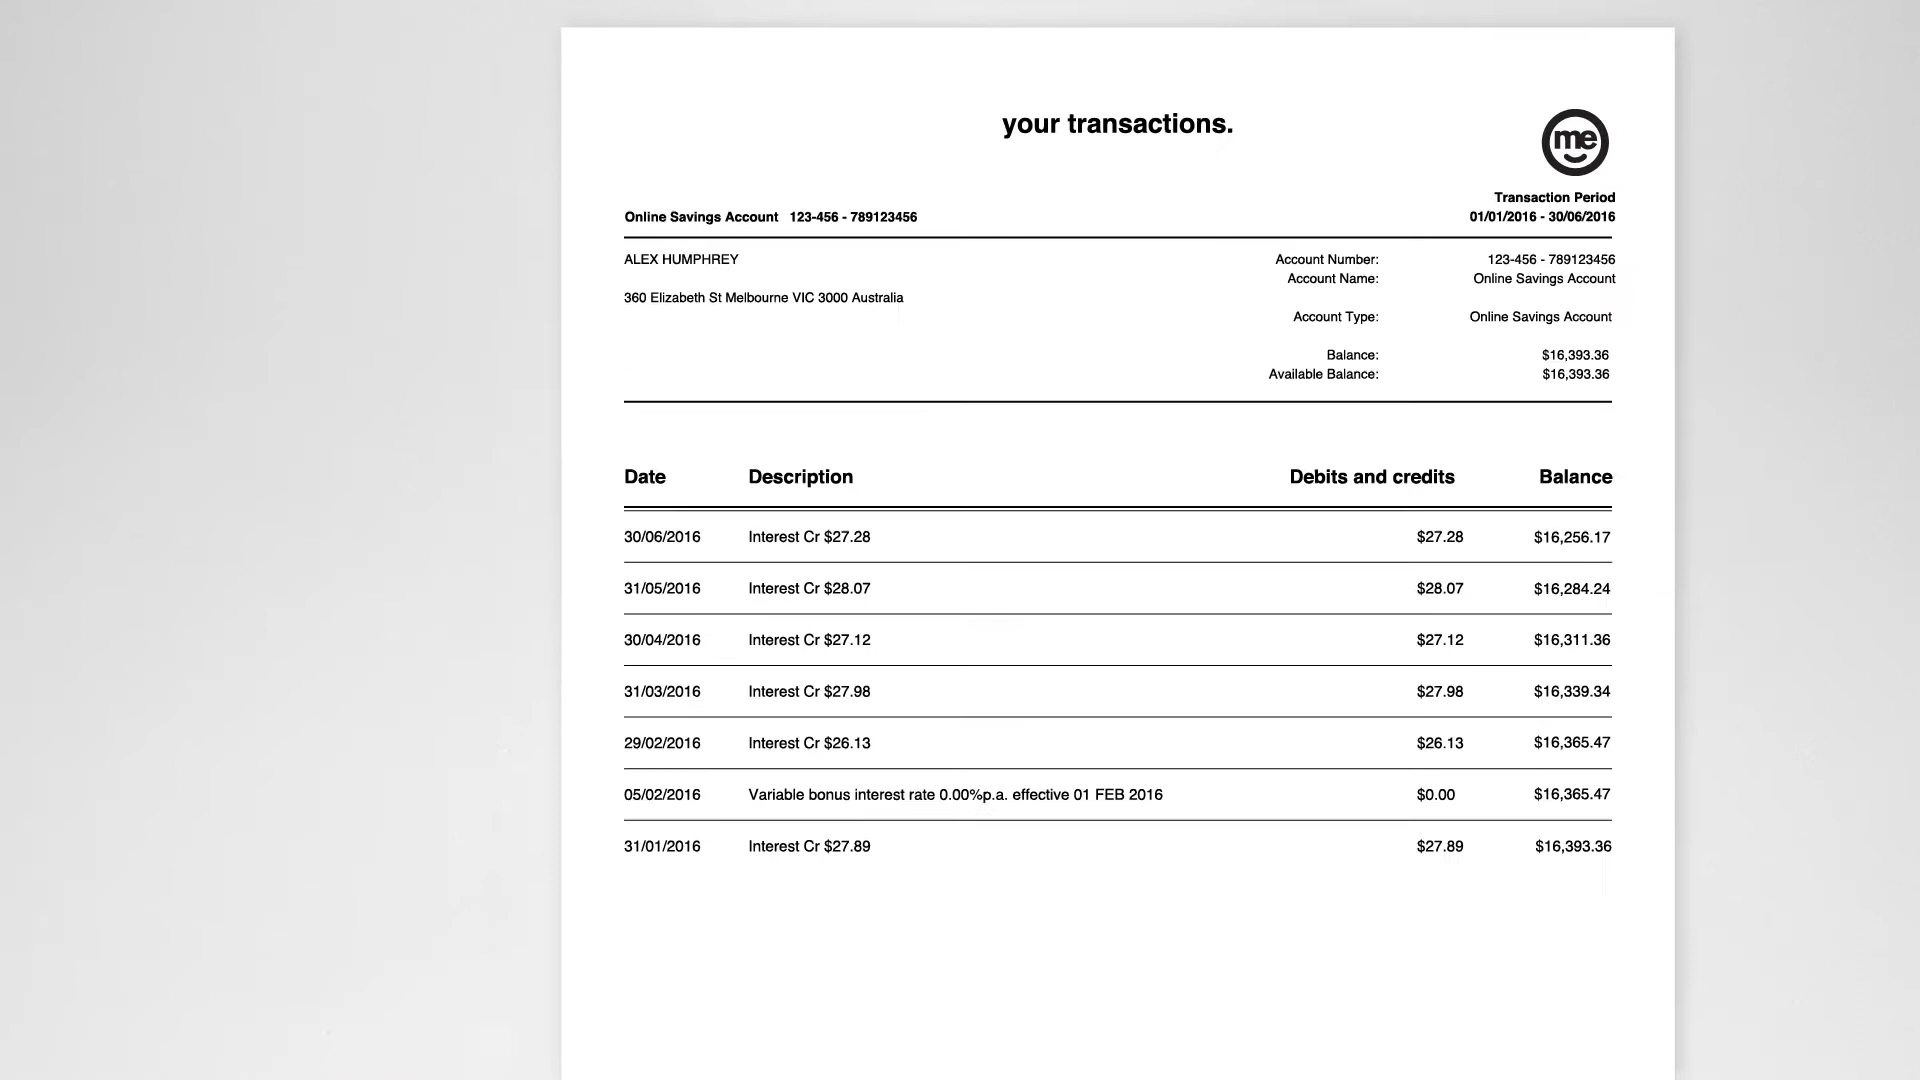 your transactions.
me
Transaction Period
Online Savings Account 123-456 - 789123456 01/01/2016 - 30/06/2016
ALEX HUMPHREY Account Number: 123-456 - 789123456
Account Name: Online Savings Account
360 Elizabeth St Melbourne VIC 3000 Australia
Account Type: Online Savings Account
Balance: $16,393.36
Available Balance: $16,393.36
Date Description Debits and credits Balance
30/06/2016 Interest Cr $27.28 $27.28 $16,256.17
31/05/2016 Interest Cr $28.07 $28.07 $16,284.24
30/04/2016 Interest Cr $27.12 $27.12 $16,311.36
31/03/2016 Interest Cr $27.98 $27.98 $16,339.34
29/02/2016 Interest Cr $26.13 $26.13 $16,365.47
05/02/2016 Variable bonus interest rate 0.00%p.a. effective 01 FEB 2016 $0.00 $16,365.47
31/01/2016 Interest Cr $27.89 $27.89 $16,393.36